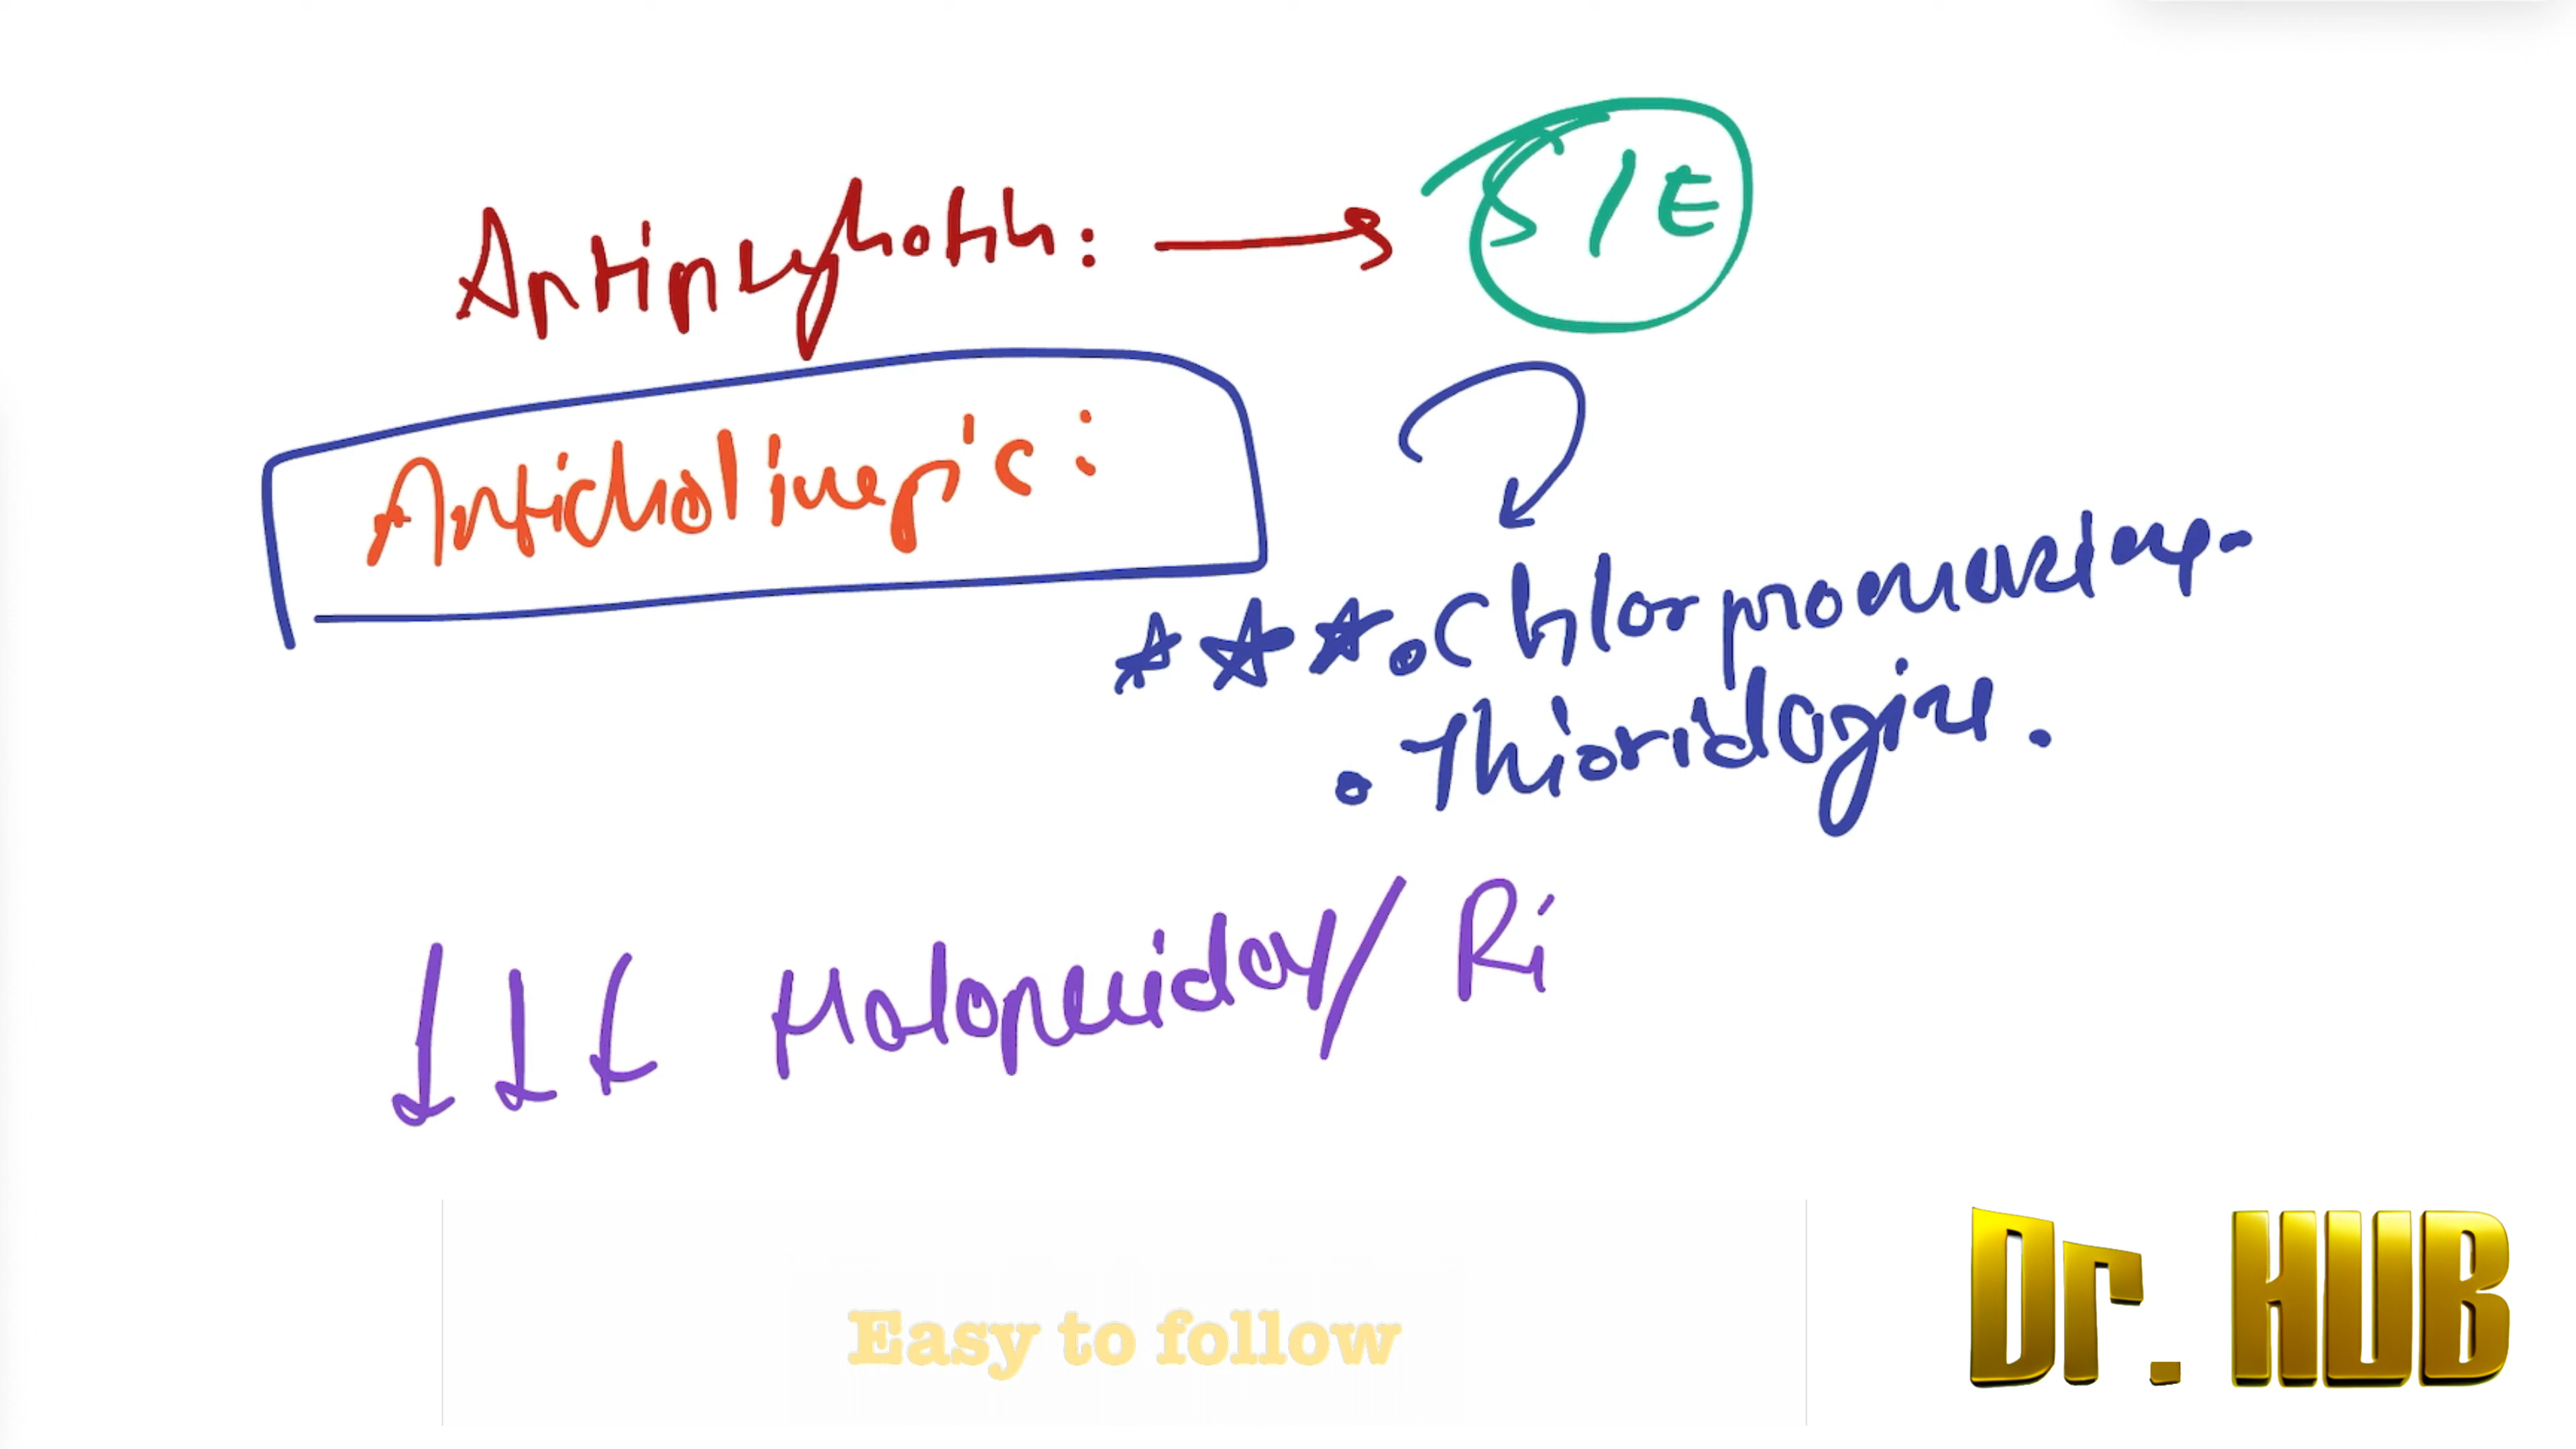 Antipsychotic: → S/E
Anticholinergic:
★★★ • Chlorpromazine.
• Thioridazine.
↓↓↓ Haloperidol / Ri
Easy to follow
Dr. HUB